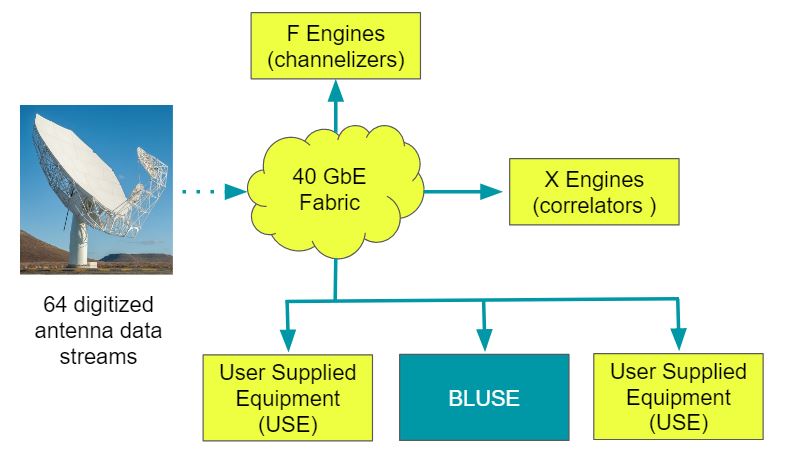 F Engines
(channelizers)
40 GbE
Fabric
X Engines
(correlators )
64 digitized
antenna data
streams
User Supplied
Equipment
(USE)
BLUSE
User Supplied
Equipment
(USE)